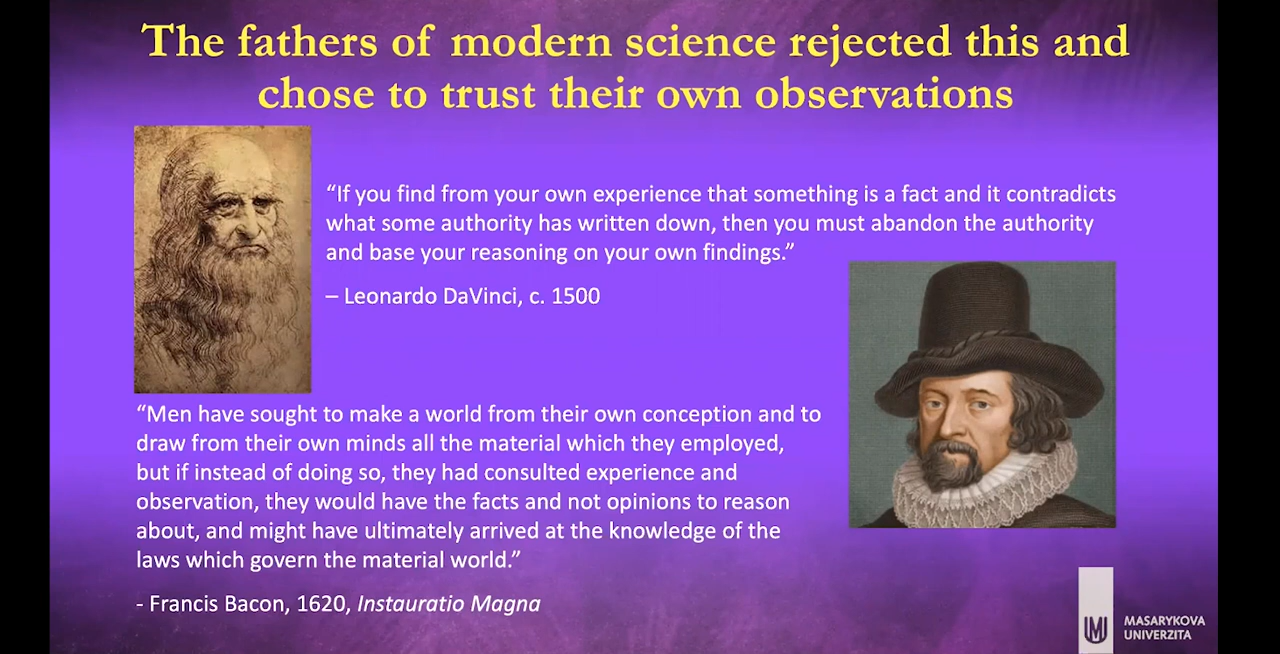 The fathers of modern science rejected this and
chose to trust their own observations
“If you find from your own experience that something is a fact and it contradicts
what some authority has written down, then you must abandon the authority
and base your reasoning on your own findings.”
– Leonardo DaVinci, c. 1500
“Men have sought to make a world from their own conception and to
draw from their own minds all the material which they employed,
but if instead of doing so, they had consulted experience and
observation, they would have the facts and not opinions to reason
about, and might have ultimately arrived at the knowledge of the
laws which govern the material world.”
- Francis Bacon, 1620, Instauratio Magna
MASARYKOVA
UNIVERZITA